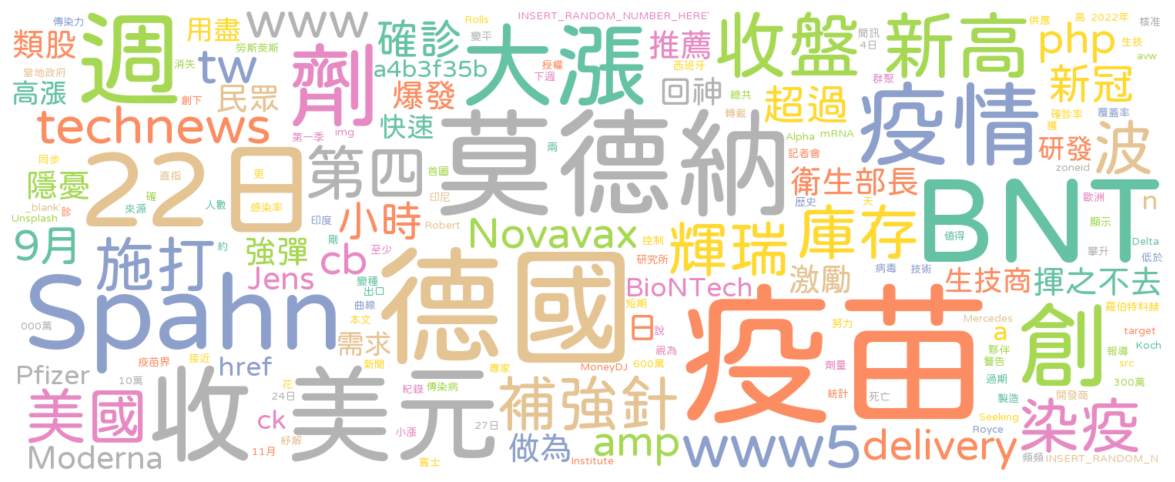 傳染力 Rolls INSERT_RANDOM_NUMBER_HERE' 供應 高 2022年 核准
類股 週 用盡 www 劑 確診 變平 大漲 推薦 西班牙 收盤 新高 簡訊 4日 php 生技 avw
當地政府 勞斯萊斯 消失 tw a4b3f35b 授權 下週 回神 群聚 新冠
高漲 創下 民眾 爆發 總共 超過 疫情 確診率 覆蓋率 獲
technews 第一季 img 快速 轉鬆 Alpha mRNA 記者會 研發 波
同步 22日 第四 兩 首圖 莫德納 衛生部長 zoneid
隱憂 直指 更 印尼 BNT 歐洲 n
_blank' 確 診 Unsplash 來源 人數 感染率 印度 小時 Robert 歷史 天 顯示
9月 施打 強彈 剛 Novavax 控制 輝瑞 庫存 值得 Delta
約 cb 至少 研究所 激勵 病毒 技術 攀升 低於
Spahn Jens 變種 出口 德國 BioNTech 短期 生技商 揮之不去
000萬 曲線 本文 日 說 疫苗 努力 Mercedes a 創 羅伯特科赫
疫苗界 接近 需求 視為 夥伴 警告 target Koch
Pfizer href 新聞 專家 MoneyDJ 600萬 劑量 過期 報導 src
美國 10萬 收 花 24日 美元 紀錄 傳染病 補強針 統計 死亡 製造 開發商 300萬
ck 小漲 27日 Seeking 染疫
Moderna 11月 紓解 賓士 做為 Institute amp www5 delivery Royce 頻頻 INSERT_RANDOM_N